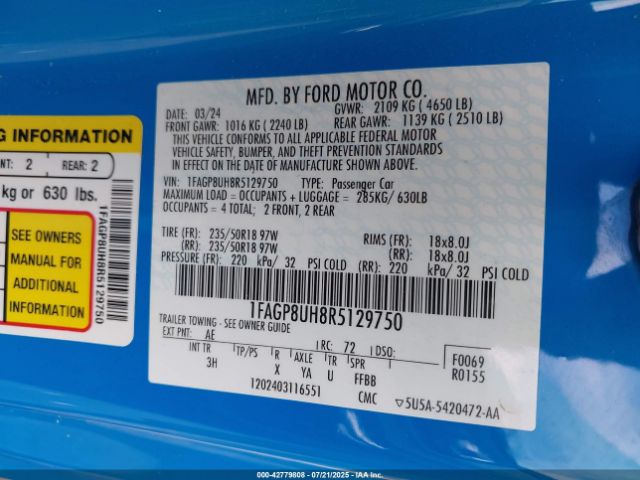 MFD. BY FORD MOTOR CO.
DATE: 03/24 GVWR: 2109 KG ( 4650 LB)
FRONT GAWR: 1016 KG ( 2240 LB) REAR GAWR: 1139 KG ( 2510 LB)
THIS VEHICLE CONFORMS TO ALL APPLICABLE FEDERAL MOTOR
VEHICLE SAFETY, BUMPER, AND THEFT PREVENTION STANDARDS
IN EFFECT ON THE DATE OF MANUFACTURE SHOWN ABOVE.
VIN: 1FAGP8UH8R5129750 TYPE: Passenger Car
MAXIMUM LOAD = OCCUPANTS + LUGGAGE = 285KG/ 630LB
OCCUPANTS = 4 TOTAL; 2 FRONT, 2 REAR
TIRE (FR): 235/50R18 97W RIMS (FR): 18x8.0J
(RR): 235/50R18 97W (RR): 18x8.0J
PRESSURE (FR): 220 kPa/ 32 PSI COLD (RR): 220 kPa/ 32 PSI COLD
1FAGP8UH8R5129750
TRAILER TOWING - SEE OWNER GUIDE
EXT PNT: AE RC: 72 DSO: F0069
R0155
INT TR TP/PS R AXLE TR SPR
3H X YA U FFBB
1202403116551 CMC ▽5U5A-5420472-AA
G INFORMATION
NT: 2 REAR: 2
kg or 630 lbs.
SEE OWNERS
MANUAL FOR
ADDITIONAL
INFORMATION
1FAGP8UH8R5129750
000-42779808 - 07/21/2025 - IAAI.COM